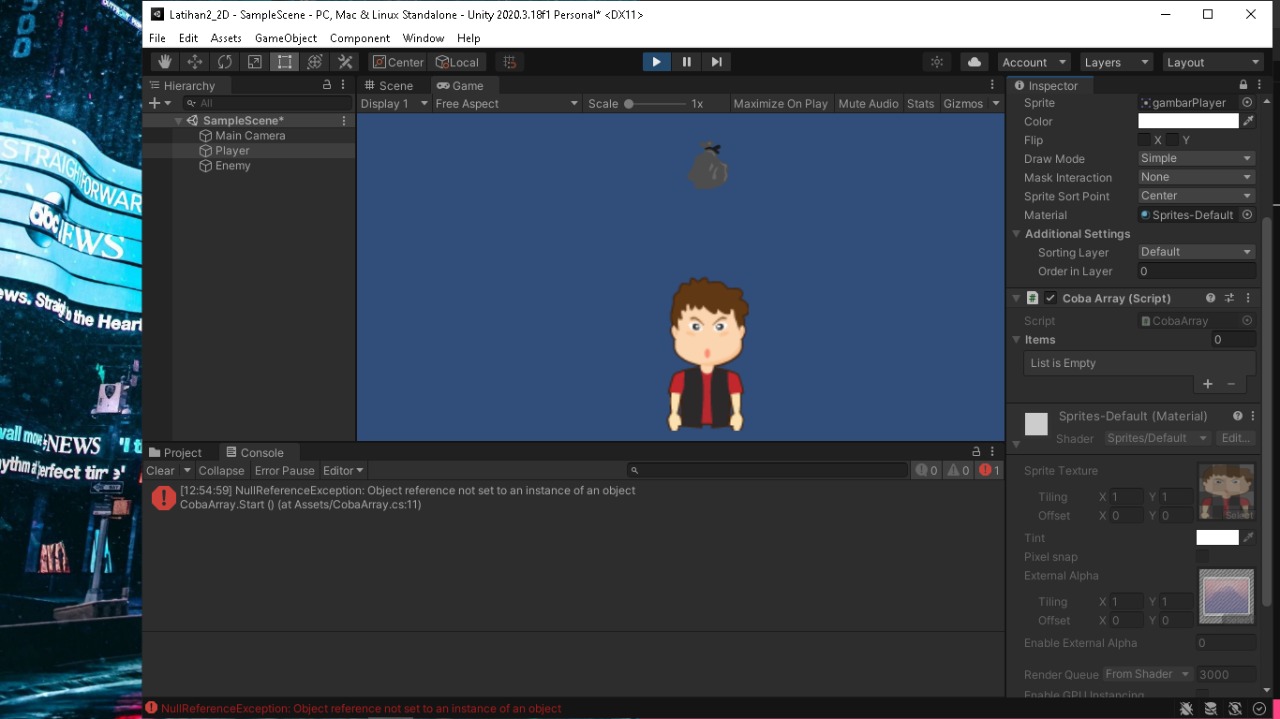 Latihan2_2D - SampleScene - PC, Mac & Linux Standalone - Unity 2020.3.18f1 Personal* <DX11>
File Edit Assets GameObject Component Window Help
Center Local Account Layers Layout
Hierarchy
All
SampleScene*
Main Camera
Player
Enemy
Scene Game
Display 1 Free Aspect Scale 1x Maximize On Play Mute Audio Stats Gizmos
Inspector
Sprite gambarPlayer
Color
Flip X Y
Draw Mode Simple
Mask Interaction None
Sprite Sort Point Center
Material Sprites-Default
Additional Settings
Sorting Layer Default
Order in Layer 0
Coba Array (Script)
Script CobaArray
Items 0
List is Empty
+ −
Sprites-Default (Material)
Shader Sprites/Default Edit...
Sprite Texture
Tiling X 1 Y 1
Offset X 0 Y 0
Select
Tint
Pixel snap
External Alpha
Tiling X 1 Y 1
Offset X 0 Y 0
Select
Enable External Alpha 0
Render Queue From Shader 3000
Enable GPU Instancing
Project Console
Clear Collapse Error Pause Editor 0 0 1
[12:54:59] NullReferenceException: Object reference not set to an instance of an object
CobaArray.Start () (at Assets/CobaArray.cs:11)
NullReferenceException: Object reference not set to an instance of an object
STRAIGHTFORWARD
abc NEWS
ews. Straigh to the Heart
wall move NEWS
rhythm a perfect time"